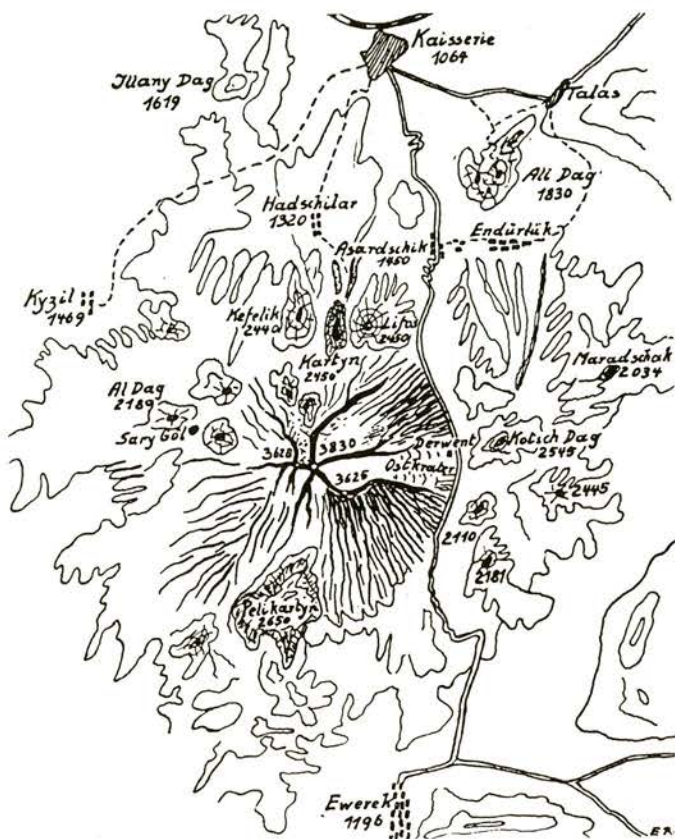 Kaisserie
1064
Illany Dag
1619
Talas
Ali Dag
1830
Hadschilar
1320
Asardschik
1450
Endürlük
Kyzil
1469
Kefelik
2440
Lifos
2450
Kartyn
2456
Maradschak
2034
Al Dag
2189
Sary Göl
3628
3830
Derwent
Kotsch Dag
2545
3625
Ostkrater
2445
2110
2181
Pelikartyn
2650
Ewerek
1196